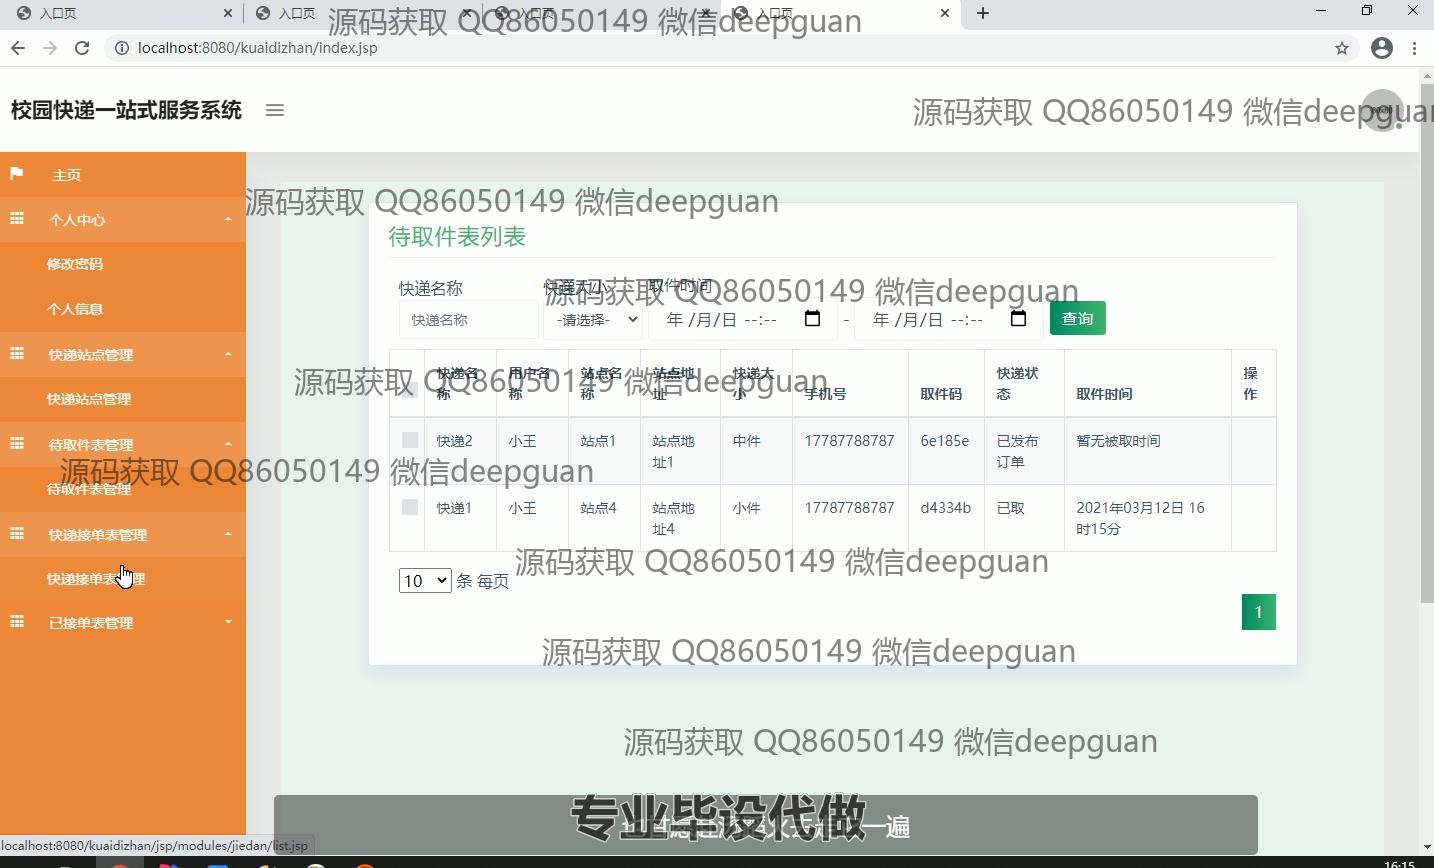 入口页
入口页
入口页
入口页
源码获取 QQ86050149 微信deepguan
localhost:8080/kuaidizhan/index.jsp
校园快递一站式服务系统
源码获取 QQ86050149 微信deepguan
主页
个人中心
修改密码
个人信息
快递站点管理
快递站点管理
待取件表管理
待取件表管理
快递接单表管理
快递接单表管理
已接单表管理
源码获取 QQ86050149 微信deepguan
待取件表列表
快递名称 快递大小 取件时间
源码获取 QQ86050149 微信deepguan
快递名称 -请选择- 年 /月/日 --:-- - 年 /月/日 --:-- 查询
源码获取 QQ86050149 微信deepguan
快递名称 用户名称 站点名称 站点地址 快递大小 手机号 取件码 快递状态 取件时间 操作
快递2 小王 站点1 站点地址1 中件 17787788787 6e185e 已发布订单 暂无被取时间
源码获取 QQ86050149 微信deepguan
快递1 小王 站点4 站点地址4 小件 17787788787 d4334b 已取 2021年03月12日 16时15分
源码获取 QQ86050149 微信deepguan
10 条 每页
1
源码获取 QQ86050149 微信deepguan
源码获取 QQ86050149 微信deepguan
专业毕设代做
一遍
localhost:8080/kuaidizhan/jsp/modules/jiedan/list.jsp
16:15